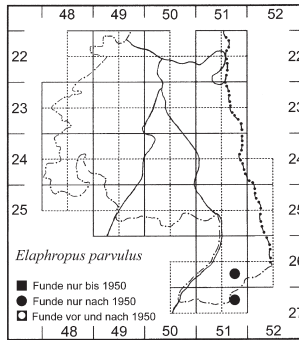 48 49 50 51 52
22 22
23 23
24 24
25 25
26
27
Elaphropus parvulus
Funde nur bis 1950
Funde nur nach 1950
Funde vor und nach 1950
48 49 50 51 52